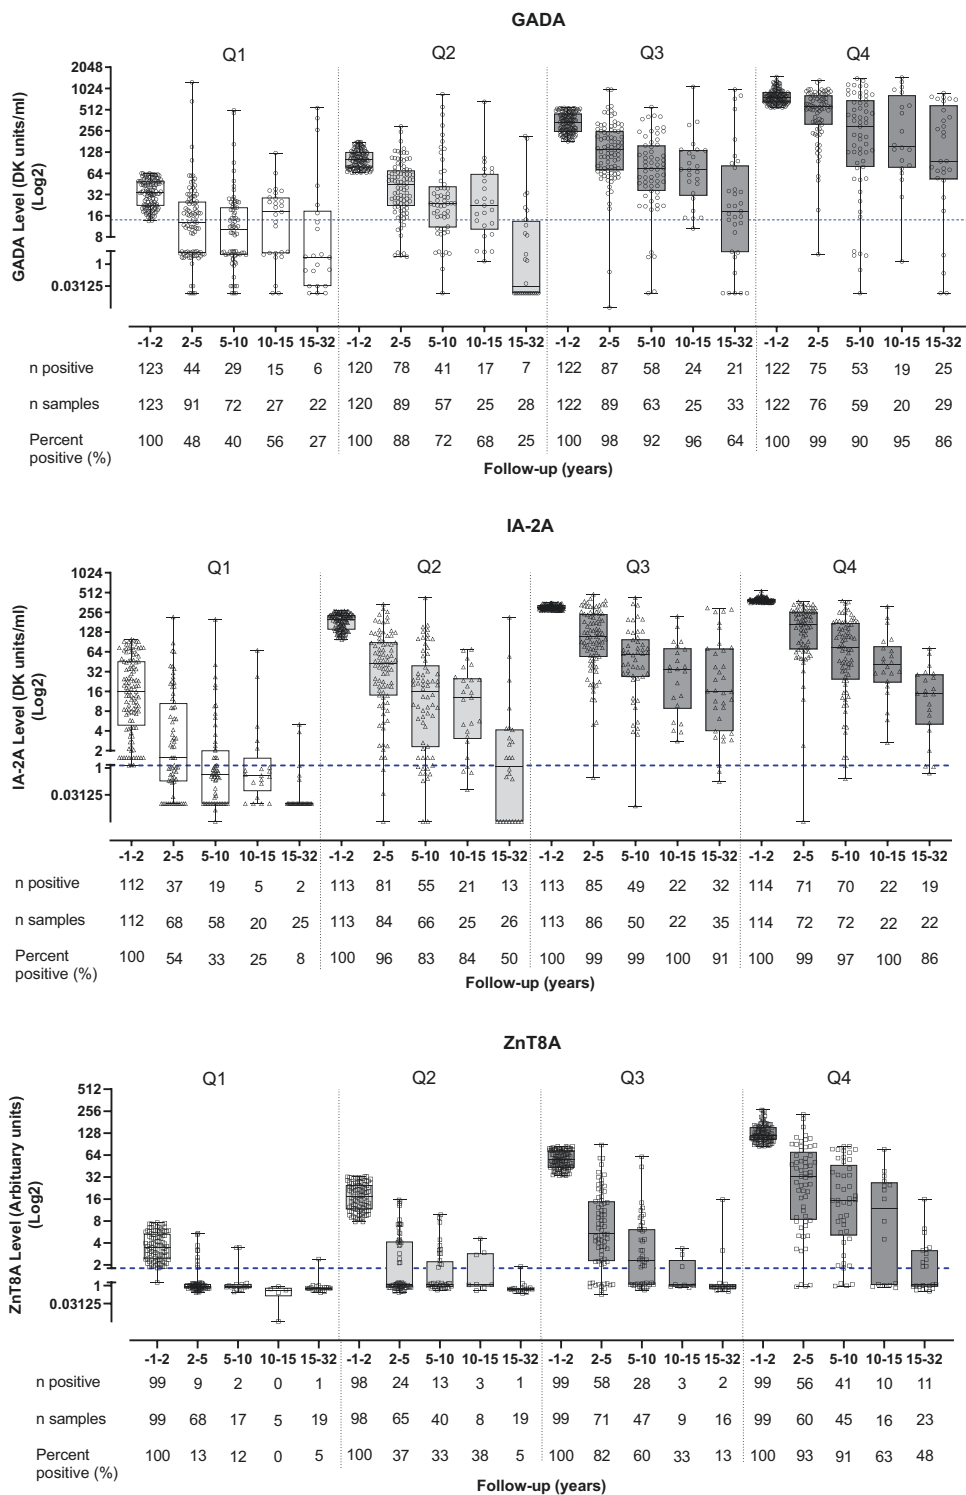 GADA
Q1 Q2 Q3 Q4
GADA Level (DK units/ml)
(Log2)
2048
1024
512
256
128
64
32
16
8
1
0.03125
-1-2 2-5 5-10 10-15 15-32 -1-2 2-5 5-10 10-15 15-32 -1-2 2-5 5-10 10-15 15-32 -1-2 2-5 5-10 10-15 15-32
n positive 123 44 29 15 6 120 78 41 17 7 122 87 58 24 21 122 75 53 19 25
n samples 123 91 72 27 22 120 89 57 25 28 122 89 63 25 33 122 76 59 20 29
Percent
positive (%) 100 48 40 56 27 100 88 72 68 25 100 98 92 96 64 100 99 90 95 86
Follow-up (years)
IA-2A
Q1 Q2 Q3 Q4
IA-2A Level (DK units/ml)
(Log2)
1024
512
256
128
64
32
16
8
4
2
1
0.03125
-1-2 2-5 5-10 10-15 15-32 -1-2 2-5 5-10 10-15 15-32 -1-2 2-5 5-10 10-15 15-32 -1-2 2-5 5-10 10-15 15-32
n positive 112 37 19 5 2 113 81 55 21 13 113 85 49 22 32 114 71 70 22 19
n samples 112 68 58 20 25 113 84 66 25 26 113 86 50 22 35 114 72 72 22 22
Percent
positive (%) 100 54 33 25 8 100 96 83 84 50 100 99 99 100 91 100 99 97 100 86
Follow-up (years)
ZnT8A
Q1 Q2 Q3 Q4
ZnT8A Level (Arbituary units)
(Log2)
512
256
128
64
32
16
8
4
2
1
0.03125
-1-2 2-5 5-10 10-15 15-32 -1-2 2-5 5-10 10-15 15-32 -1-2 2-5 5-10 10-15 15-32 -1-2 2-5 5-10 10-15 15-32
n positive 99 9 2 0 1 98 24 13 3 1 99 58 28 3 2 99 56 41 10 11
n samples 99 68 17 5 19 98 65 40 8 19 99 71 47 9 16 99 60 45 16 23
Percent
positive (%) 100 13 12 0 5 100 37 33 38 5 100 82 60 33 13 100 93 91 63 48
Follow-up (years)